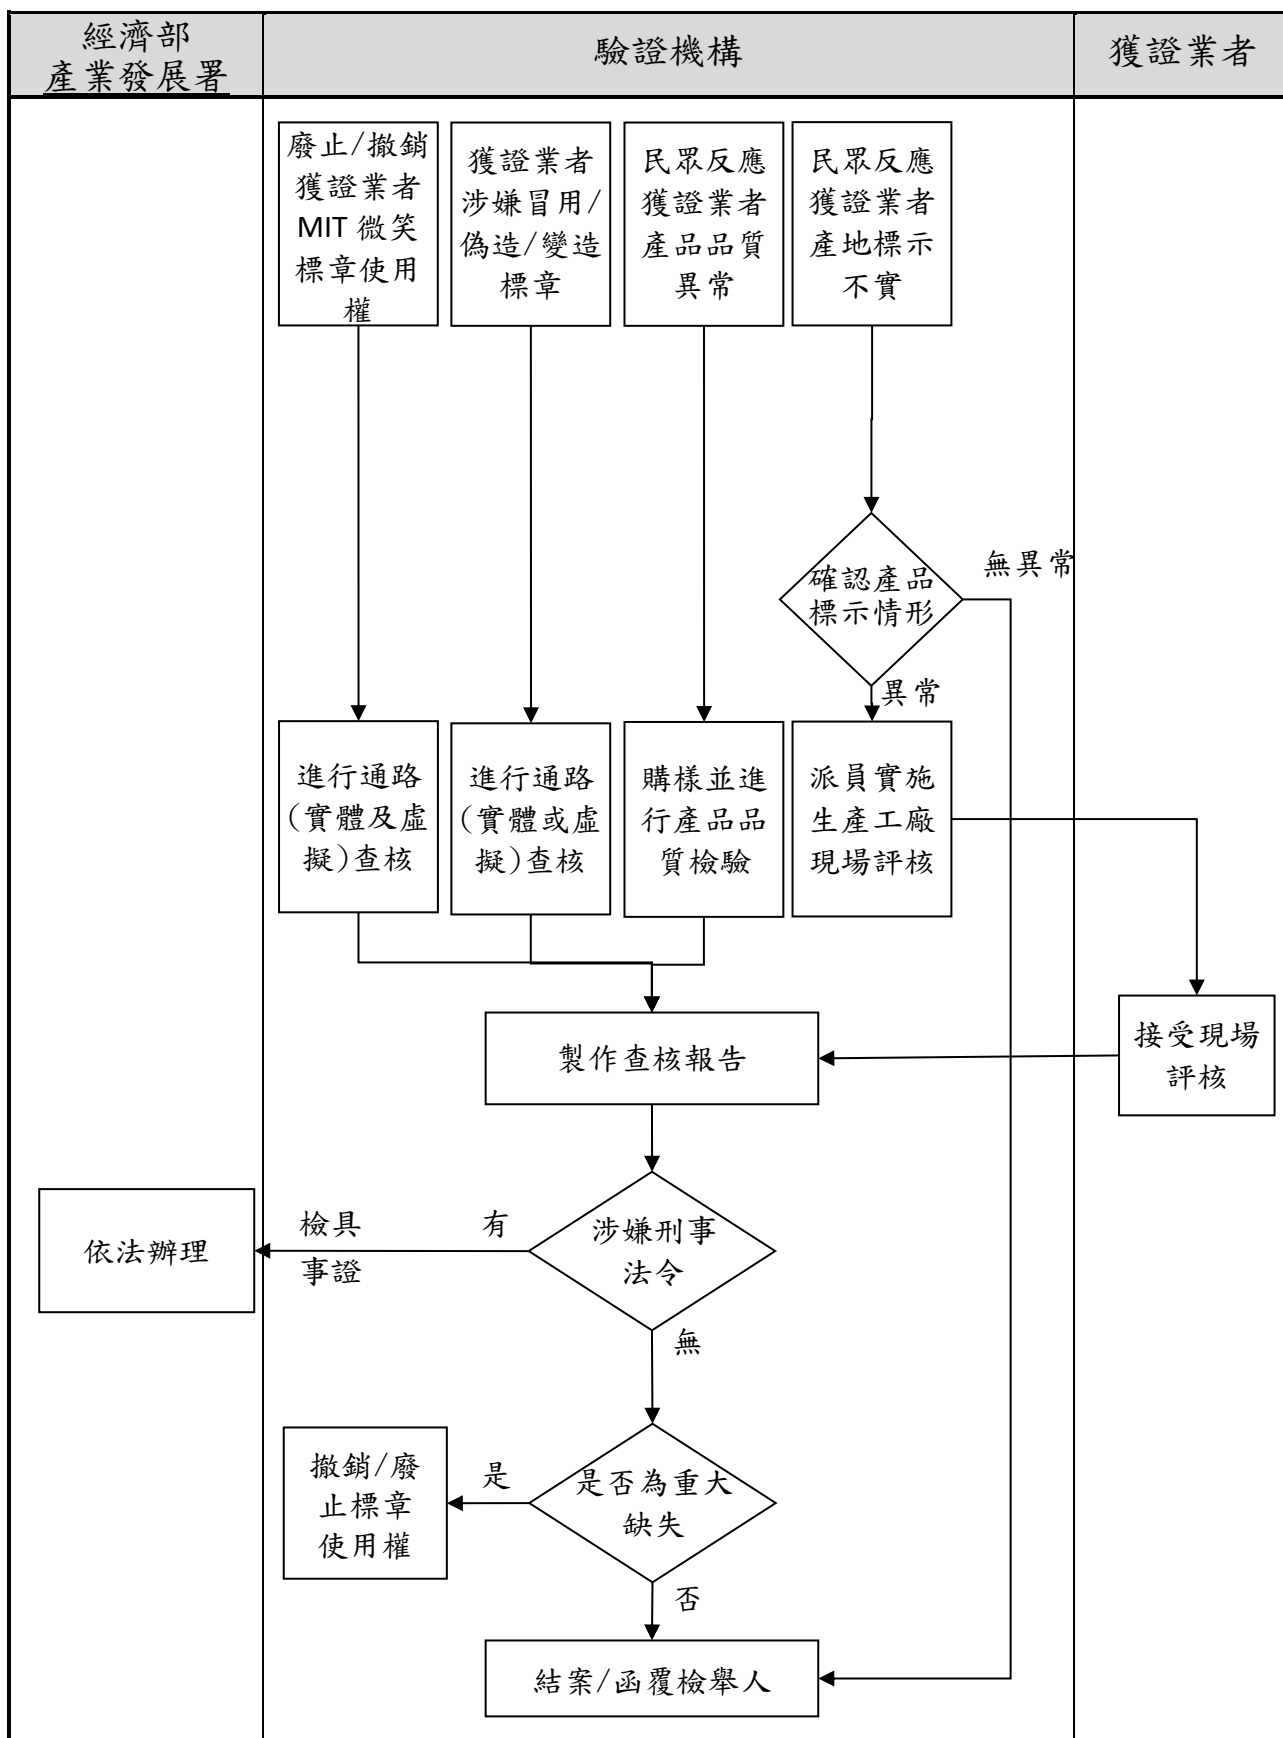 經濟部
產業發展署
驗證機構
獲證業者
廢止/撤銷
獲證業者
MIT 微笑
標章使用
權
獲證業者
涉嫌冒用/
偽造/變造
標章
民眾反應
獲證業者
產品品質
異常
民眾反應
獲證業者
產地標示
不實
確認產品
標示情形
無異常
異常
進行通路
(實體及虛
擬)查核
進行通路
(實體或虛
擬)查核
購樣並進
行產品品
質檢驗
派員實施
生產工廠
現場評核
接受現場
評核
製作查核報告
涉嫌刑事
法令
有
檢具
事證
依法辦理
無
是否為重大
缺失
是
撤銷/廢
止標章
使用權
否
結案/函覆檢舉人